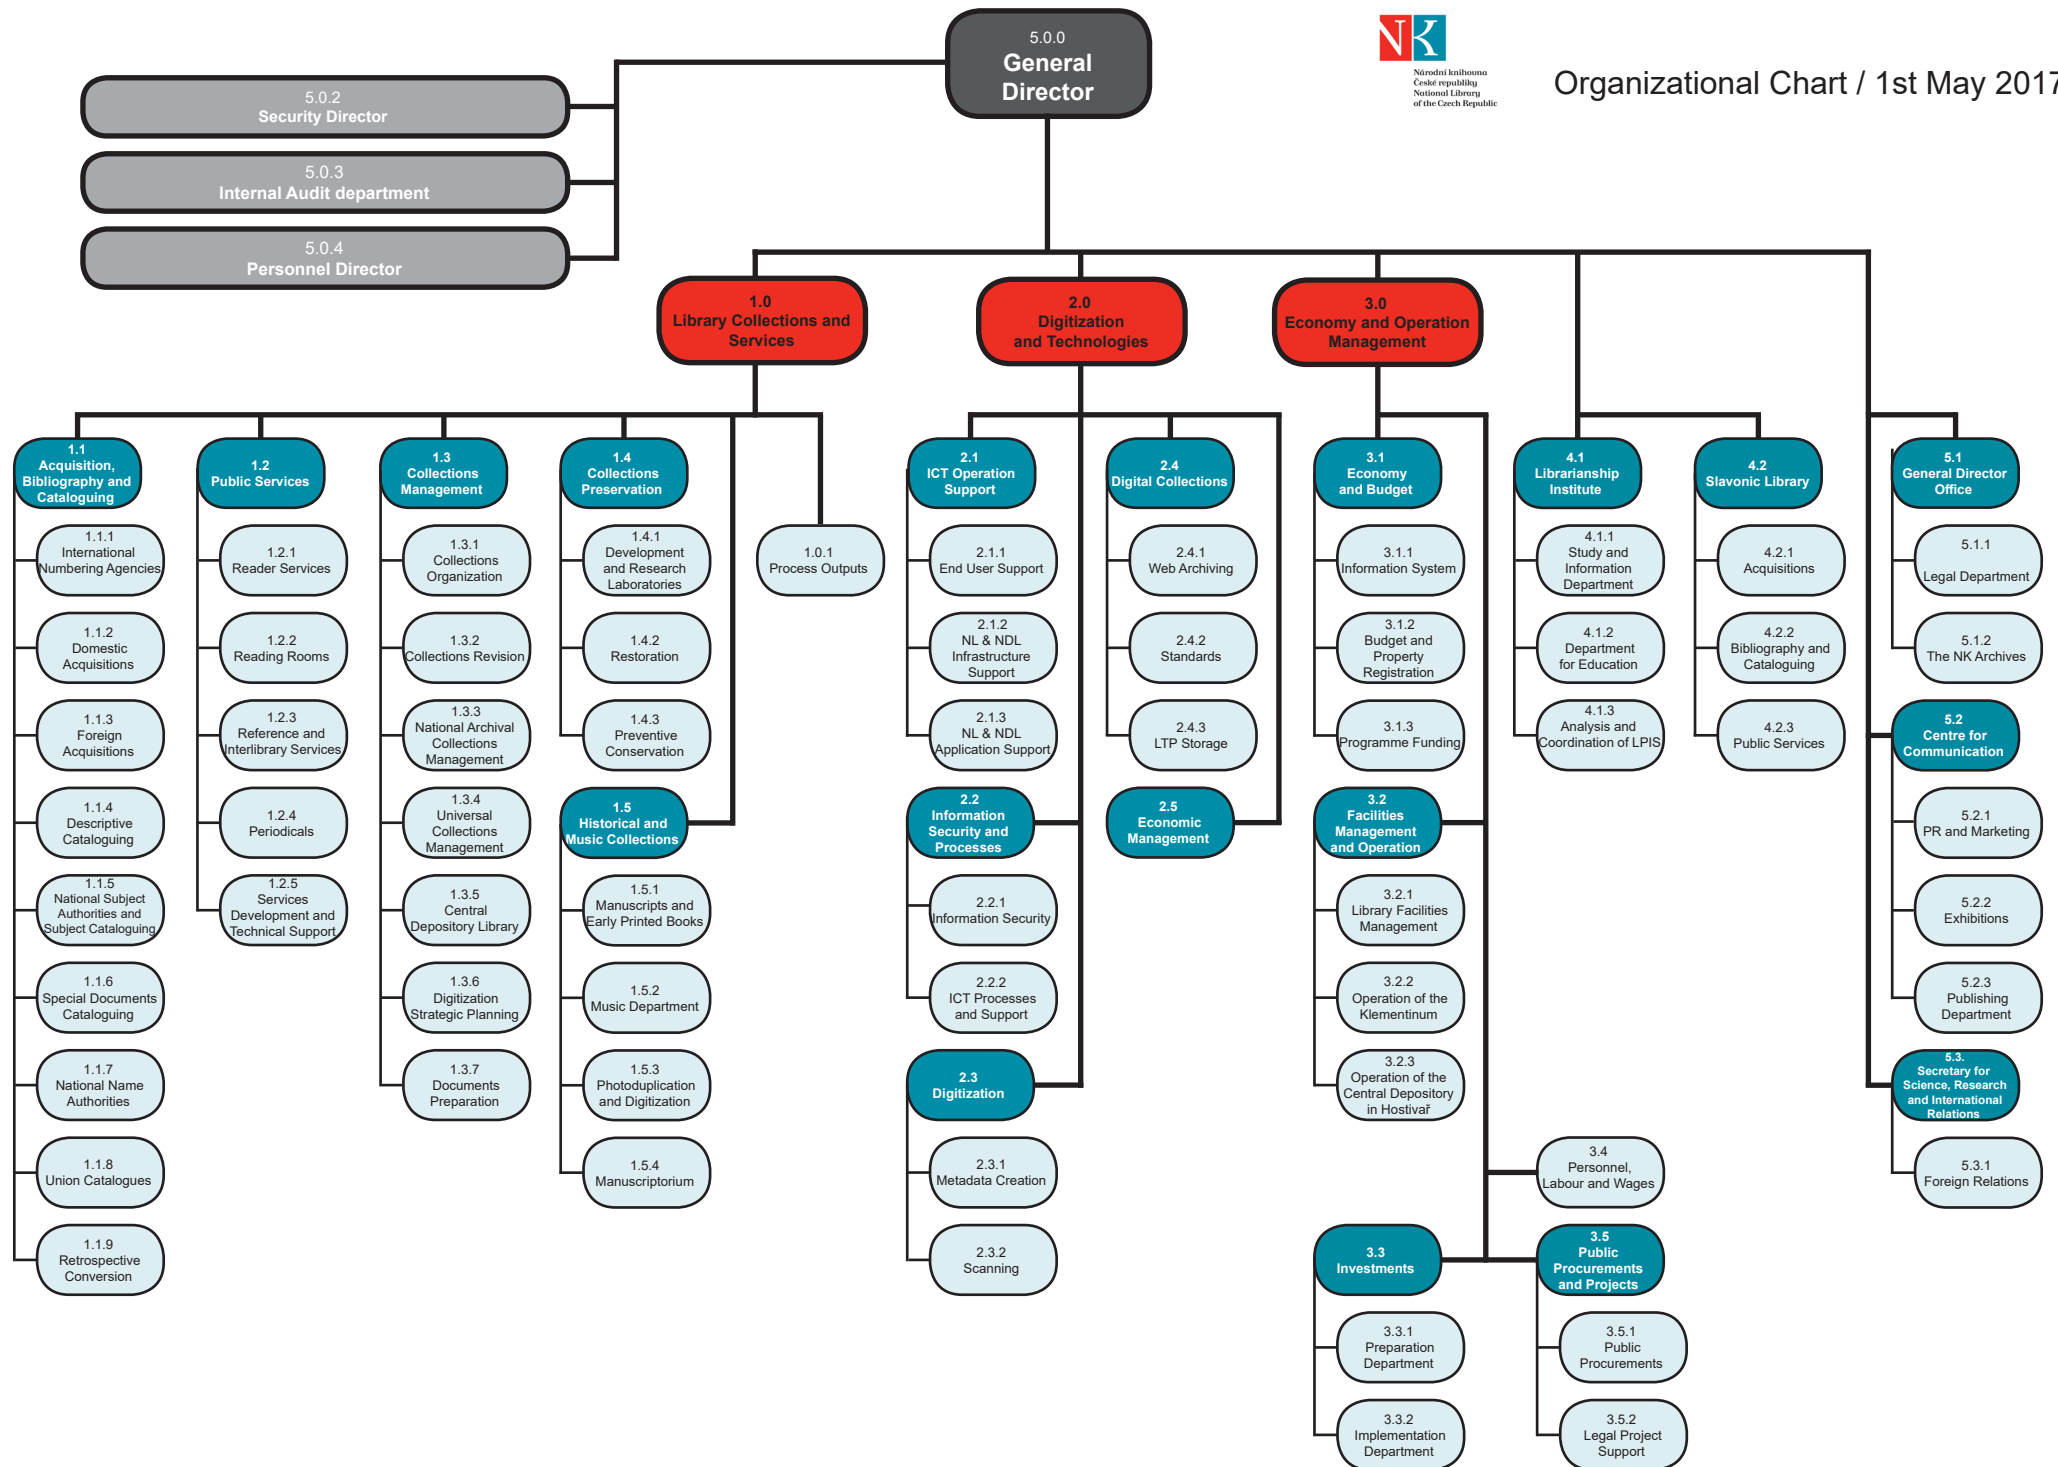 5.0.0
General
Director
Národní knihovna
České republiky
National Library
of the Czech Republic
Organizational Chart / 1st May 2017
5.0.2
Security Director
5.0.3
Internal Audit department
5.0.4
Personnel Director
1.0
Library Collections and
Services
2.0
Digitization
and Technologies
3.0
Economy and Operation
Management
1.1
Acquisition,
Bibliography and
Cataloguing
1.1.1
International
Numbering Agencies
1.1.2
Domestic
Acquisitions
1.1.3
Foreign
Acquisitions
1.1.4
Descriptive
Cataloguing
1.1.5
National Subject
Authorities and
Subject Cataloguing
1.1.6
Special Documents
Cataloguing
1.1.7
National Name
Authorities
1.1.8
Union Catalogues
1.1.9
Retrospective
Conversion
1.2
Public Services
1.2.1
Reader Services
1.2.2
Reading Rooms
1.2.3
Reference and
Interlibrary Services
1.2.4
Periodicals
1.2.5
Services
Development and
Technical Support
1.3
Collections
Management
1.3.1
Collections
Organization
1.3.2
Collections Revision
1.3.3
National Archival
Collections
Management
1.3.4
Universal
Collections
Management
1.3.5
Central
Depository Library
1.3.6
Digitization
Strategic Planning
1.3.7
Documents
Preparation
1.4
Collections
Preservation
1.4.1
Development
and Research
Laboratories
1.4.2
Restoration
1.4.3
Preventive
Conservation
1.5
Historical and
Music Collections
1.5.1
Manuscripts and
Early Printed Books
1.5.2
Music Department
1.5.3
Photoduplication
and Digitization
1.5.4
Manuscriptorium
1.0.1
Process Outputs
2.1
ICT Operation
Support
2.1.1
End User Support
2.1.2
NL & NDL
Infrastructure
Support
2.1.3
NL & NDL
Application Support
2.2
Information
Security and
Processes
2.2.1
Information Security
2.2.2
ICT Processes
and Support
2.3
Digitization
2.3.1
Metadata Creation
2.3.2
Scanning
2.4
Digital Collections
2.4.1
Web Archiving
2.4.2
Standards
2.4.3
LTP Storage
2.5
Economic
Management
3.1
Economy
and Budget
3.1.1
Information System
3.1.2
Budget and
Property
Registration
3.1.3
Programme Funding
3.2
Facilities
Management
and Operation
3.2.1
Library Facilities
Management
3.2.2
Operation of the
Klementinum
3.2.3
Operation of the
Central Depository
in Hostivař
3.4
Personnel,
Labour and Wages
3.3
Investments
3.3.1
Preparation
Department
3.3.2
Implementation
Department
3.5
Public
Procurements
and Projects
3.5.1
Public
Procurements
3.5.2
Legal Project
Support
4.1
Librarianship
Institute
4.1.1
Study and
Information
Department
4.1.2
Department
for Education
4.1.3
Analysis and
Coordination of LPIS
4.2
Slavonic Library
4.2.1
Acquisitions
4.2.2
Bibliography and
Cataloguing
4.2.3
Public Services
5.1
General Director
Office
5.1.1
Legal Department
5.1.2
The NK Archives
5.2
Centre for
Communication
5.2.1
PR and Marketing
5.2.2
Exhibitions
5.2.3
Publishing
Department
5.3.
Secretary for
Science, Research
and International
Relations
5.3.1
Foreign Relations